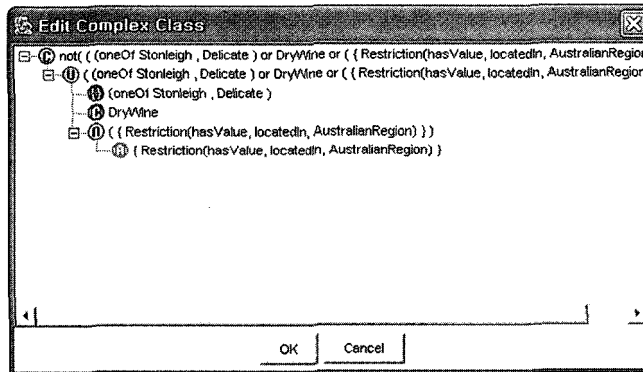 Edit Complex Class
not( ( (oneOf Stonleigh , Delicate ) or DryWine or ( { Restriction(hasValue, locatedIn, AustralianRegion
( (oneOf Stonleigh , Delicate ) or DryWine or ( { Restriction(hasValue, locatedIn, AustralianRegion
(oneOf Stonleigh , Delicate )
DryWine
( { Restriction(hasValue, locatedIn, AustralianRegion) } )
{ Restriction(hasValue, locatedIn, AustralianRegion) }
OK Cancel